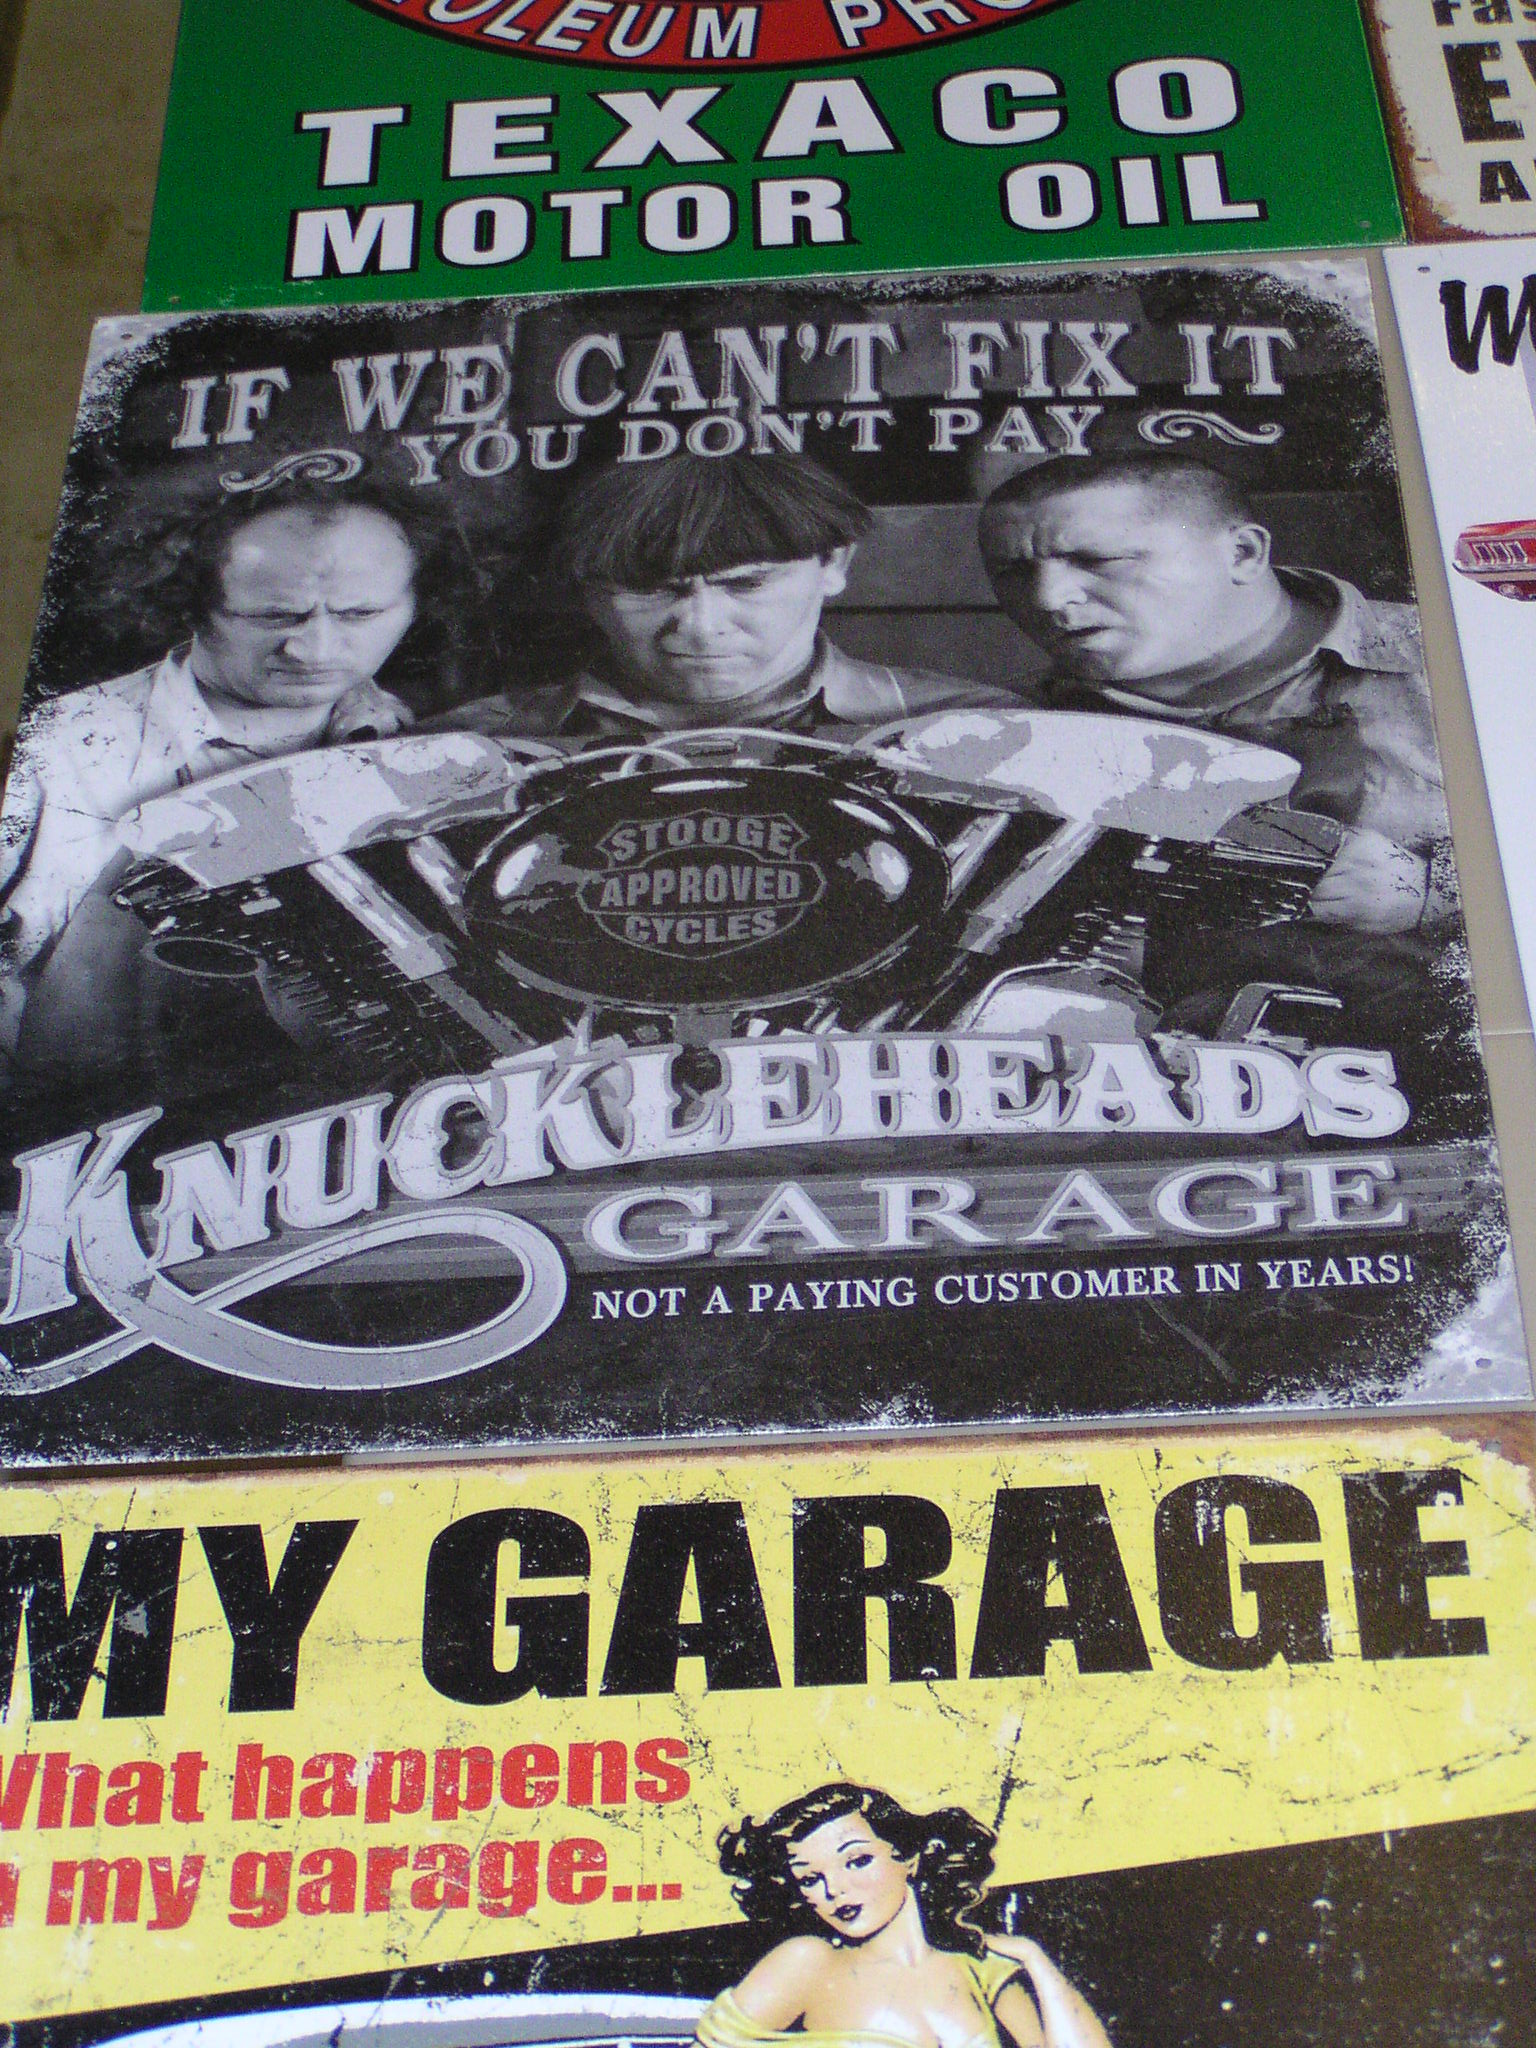 TEXACO
MOTOR OIL
IF WE CAN'T FIX IT
YOU DON'T PAY
STOOGE
APPROVED
CYCLES
KNUCKLEHEADS
GARAGE
NOT A PAYING CUSTOMER IN YEARS!
MY GARAGE
What happens
my garage...